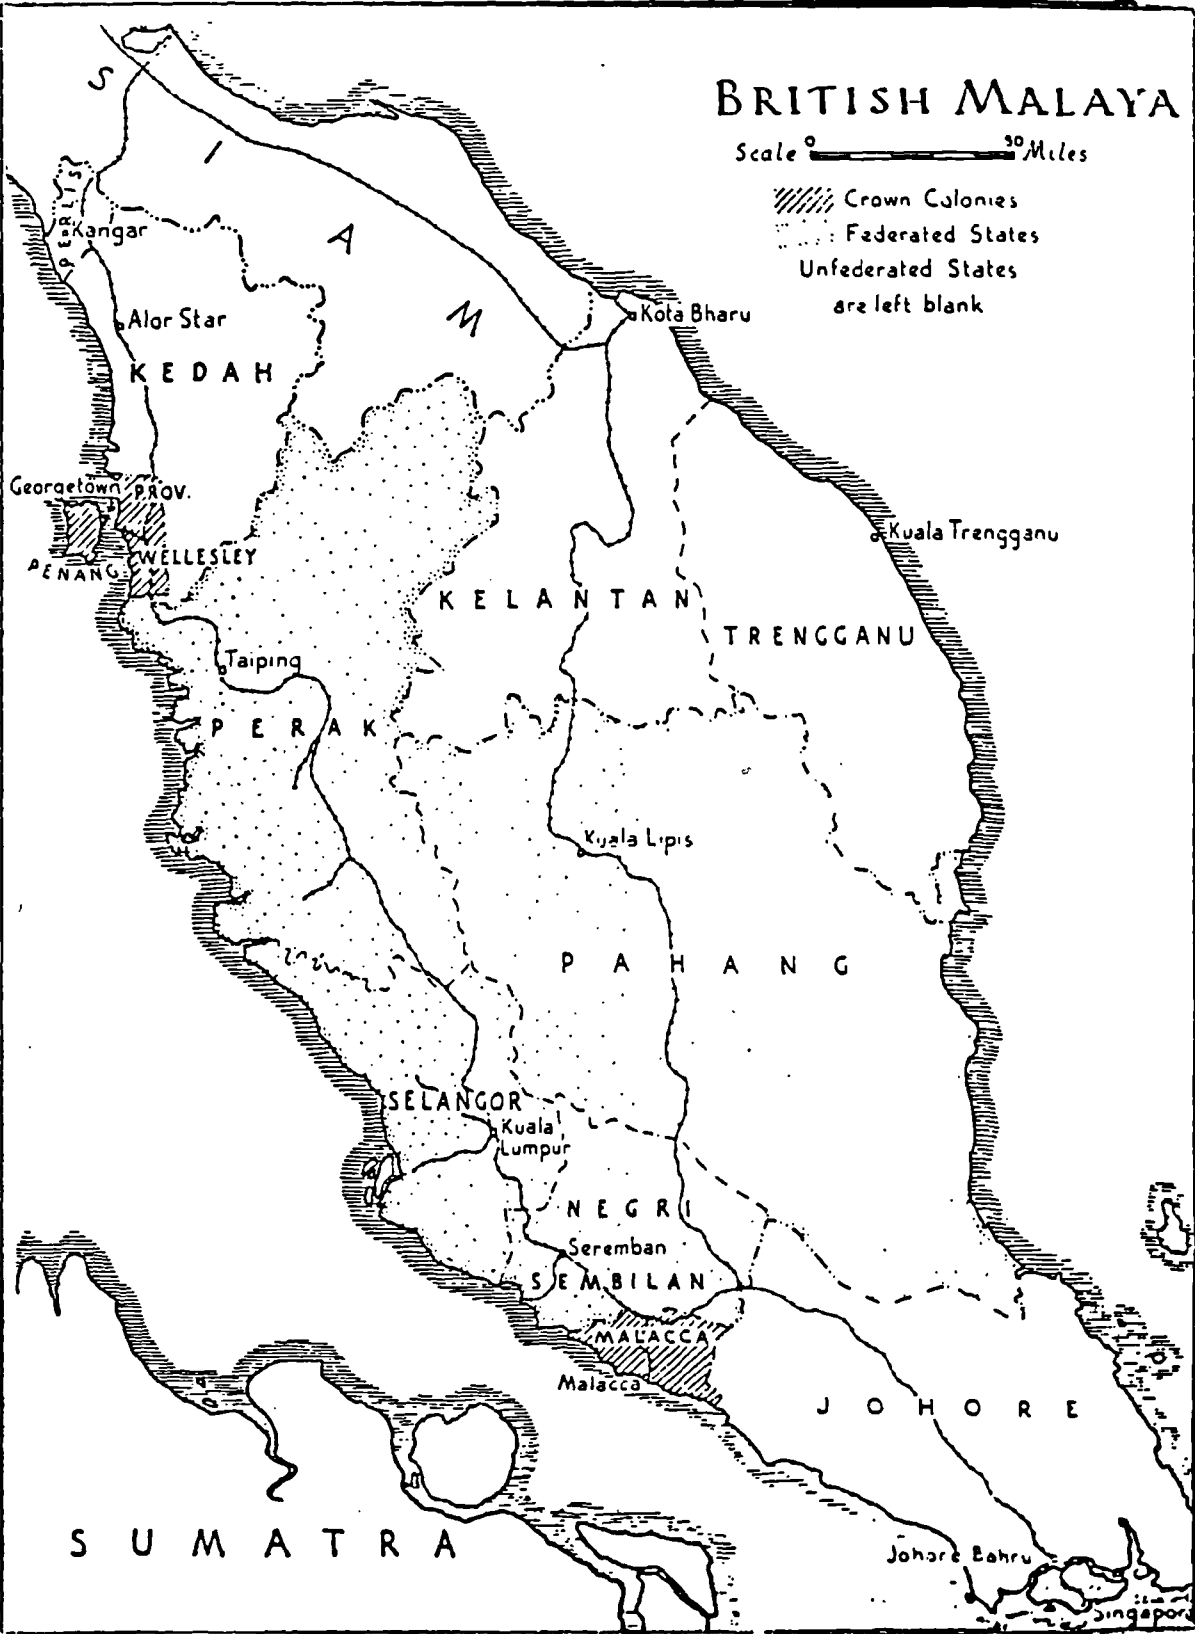 BRITISH MALAYA
Scale 0 50 Miles
Crown Colonies
Federated States
Unfederated States
are left blank
S I A M
PERLIS
Kangar
Alor Star
KEDAH
Kota Bharu
Georgetown
PROV.
WELLESLEY
PENANG
Kuala Trengganu
KELANTAN
TRENGGANU
Taiping
PERAK
Kuala Lipis
PAHANG
SELANGOR
Kuala
Lumpur
NEGRI
Seremban
SEMBILAN
MALACCA
Malacca
JOHORE
SUMATRA
Johore Bahru
Singapore